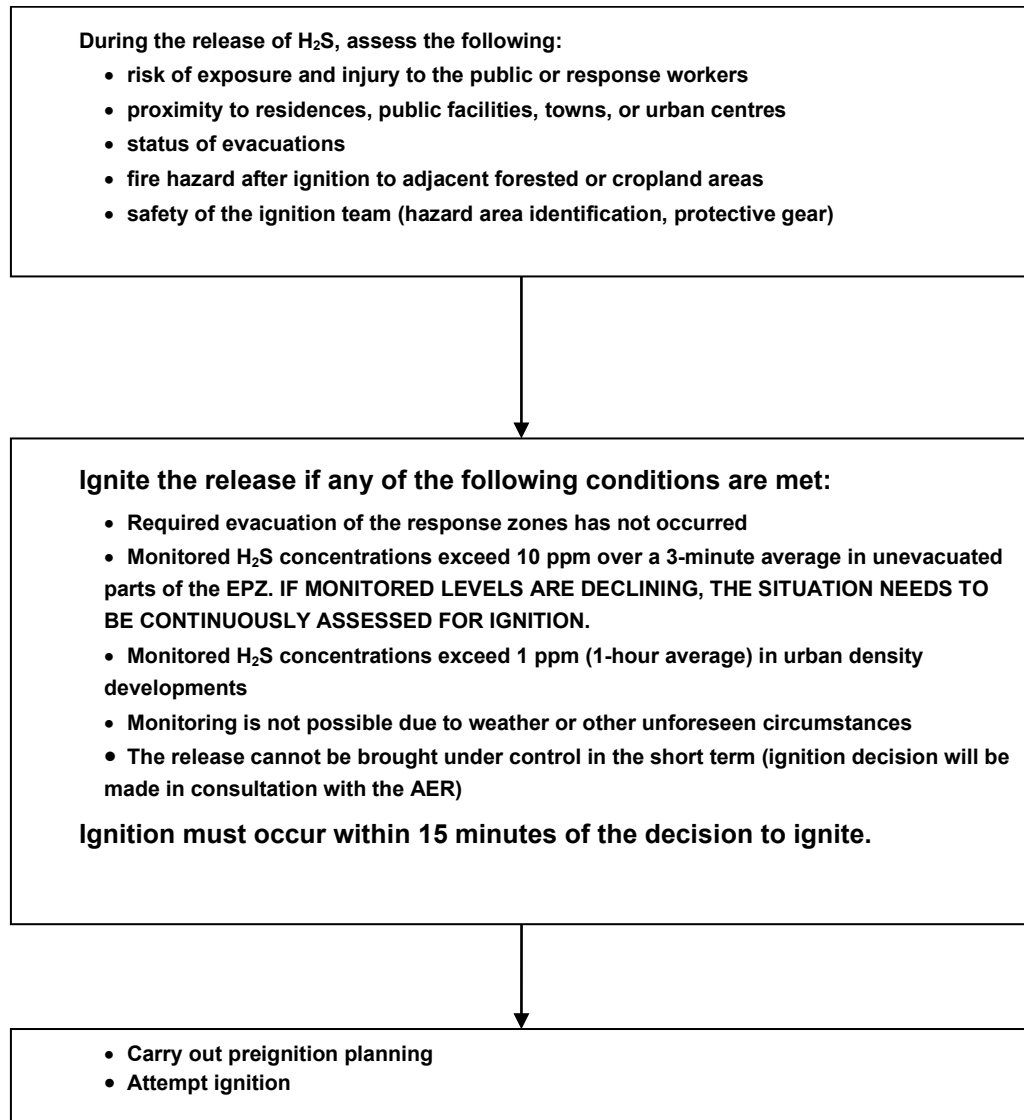 During the release of H₂S, assess the following:
• risk of exposure and injury to the public or response workers
• proximity to residences, public facilities, towns, or urban centres
• status of evacuations
• fire hazard after ignition to adjacent forested or cropland areas
• safety of the ignition team (hazard area identification, protective gear)
Ignite the release if any of the following conditions are met:
• Required evacuation of the response zones has not occurred
• Monitored H₂S concentrations exceed 10 ppm over a 3-minute average in unevacuated
parts of the EPZ. IF MONITORED LEVELS ARE DECLINING, THE SITUATION NEEDS TO
BE CONTINUOUSLY ASSESSED FOR IGNITION.
• Monitored H₂S concentrations exceed 1 ppm (1-hour average) in urban density
developments
• Monitoring is not possible due to weather or other unforeseen circumstances
• The release cannot be brought under control in the short term (ignition decision will be
made in consultation with the AER)
Ignition must occur within 15 minutes of the decision to ignite.
• Carry out preignition planning
• Attempt ignition